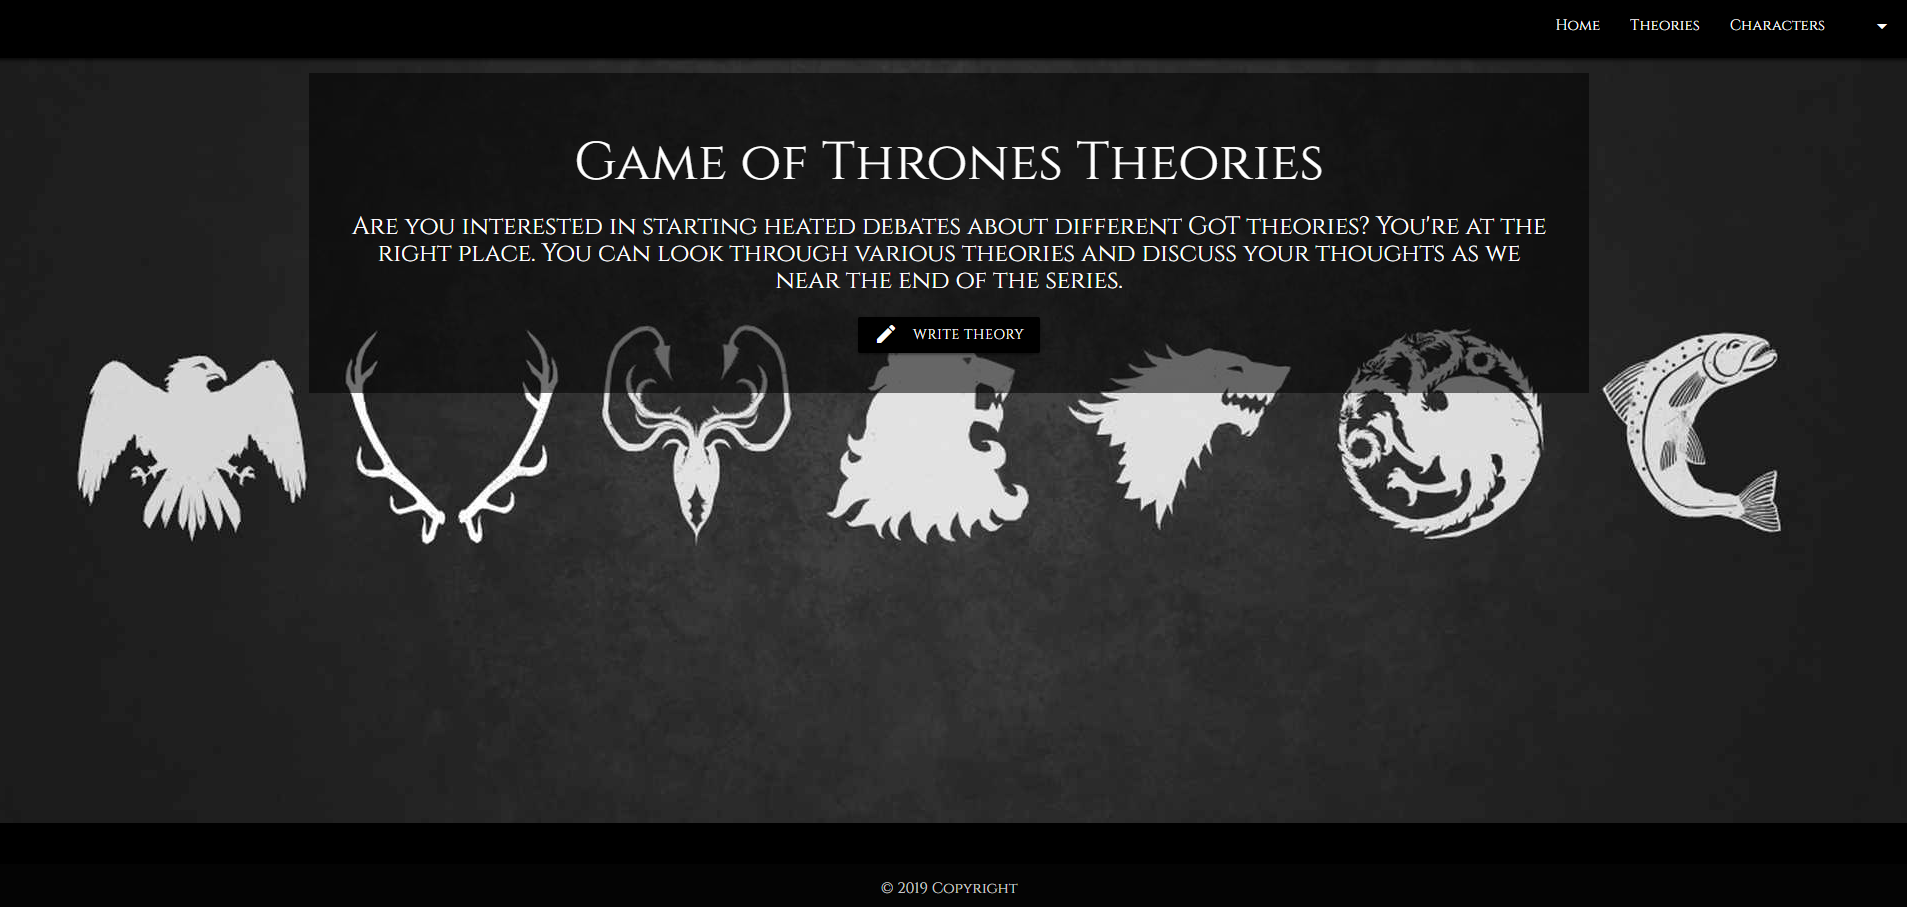 Home Theories Characters
Game of Thrones Theories
Are you interested in starting heated debates about different GoT theories? You're at the
right place. You can look through various theories and discuss your thoughts as we
near the end of the series.
write theory
© 2019 Copyright